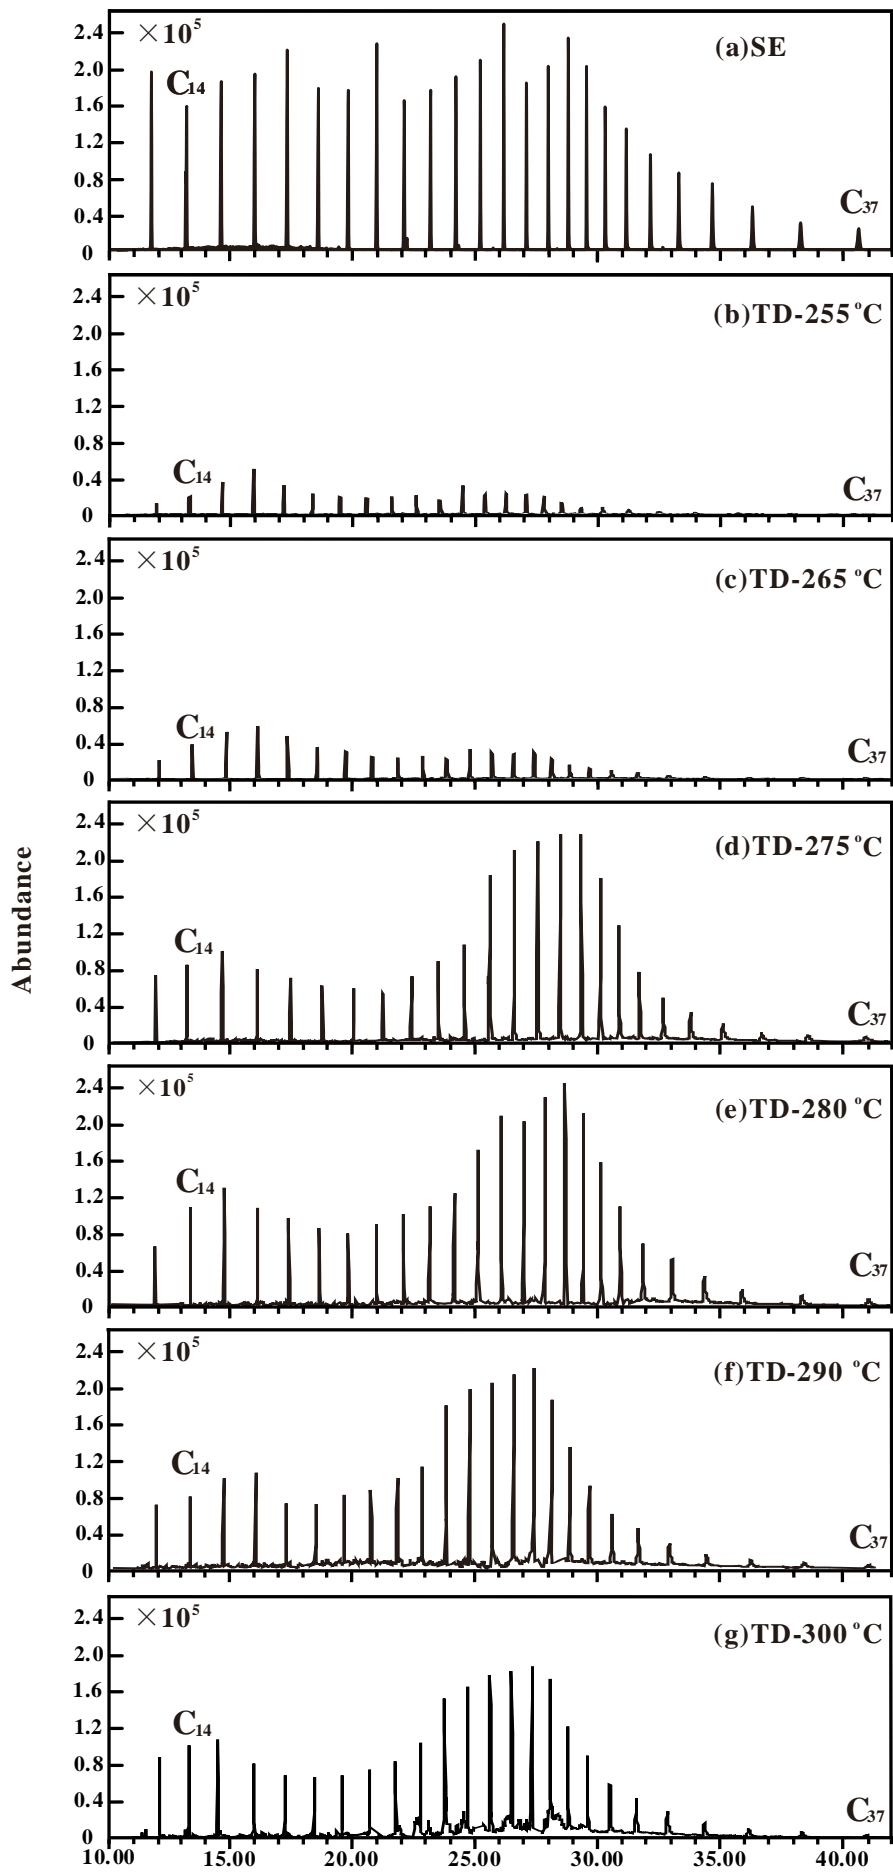 Abundance
×10⁵
(a)SE
C₁₄
C₃₇
2.4
2.0
1.6
1.2
0.8
0.4
0
×10⁵
(b)TD-255 °C
C₁₄
C₃₇
2.4
2.0
1.6
1.2
0.8
0.4
0
×10⁵
(c)TD-265 °C
C₁₄
C₃₇
2.4
2.0
1.6
1.2
0.8
0.4
0
×10⁵
(d)TD-275 °C
C₁₄
C₃₇
2.4
2.0
1.6
1.2
0.8
0.4
0
×10⁵
(e)TD-280 °C
C₁₄
C₃₇
2.4
2.0
1.6
1.2
0.8
0.4
0
×10⁵
(f)TD-290 °C
C₁₄
C₃₇
2.4
2.0
1.6
1.2
0.8
0.4
0
×10⁵
(g)TD-300 °C
C₁₄
C₃₇
2.4
2.0
1.6
1.2
0.8
0.4
0
10.00 15.00 20.00 25.00 30.00 35.00 40.00